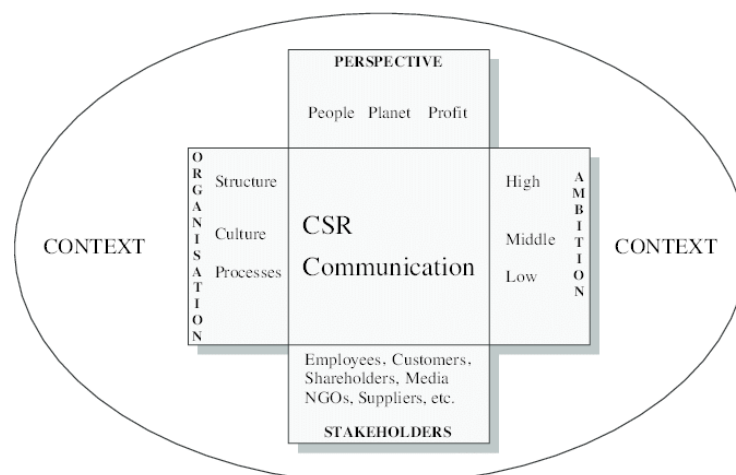 PERSPECTIVE
People Planet Profit
ORGANISATION
Structure
Culture
Processes
CSR
Communication
High
Middle
Low
AMBITION
CONTEXT
CONTEXT
Employees, Customers,
Shareholders, Media
NGOs, Suppliers, etc.
STAKEHOLDERS